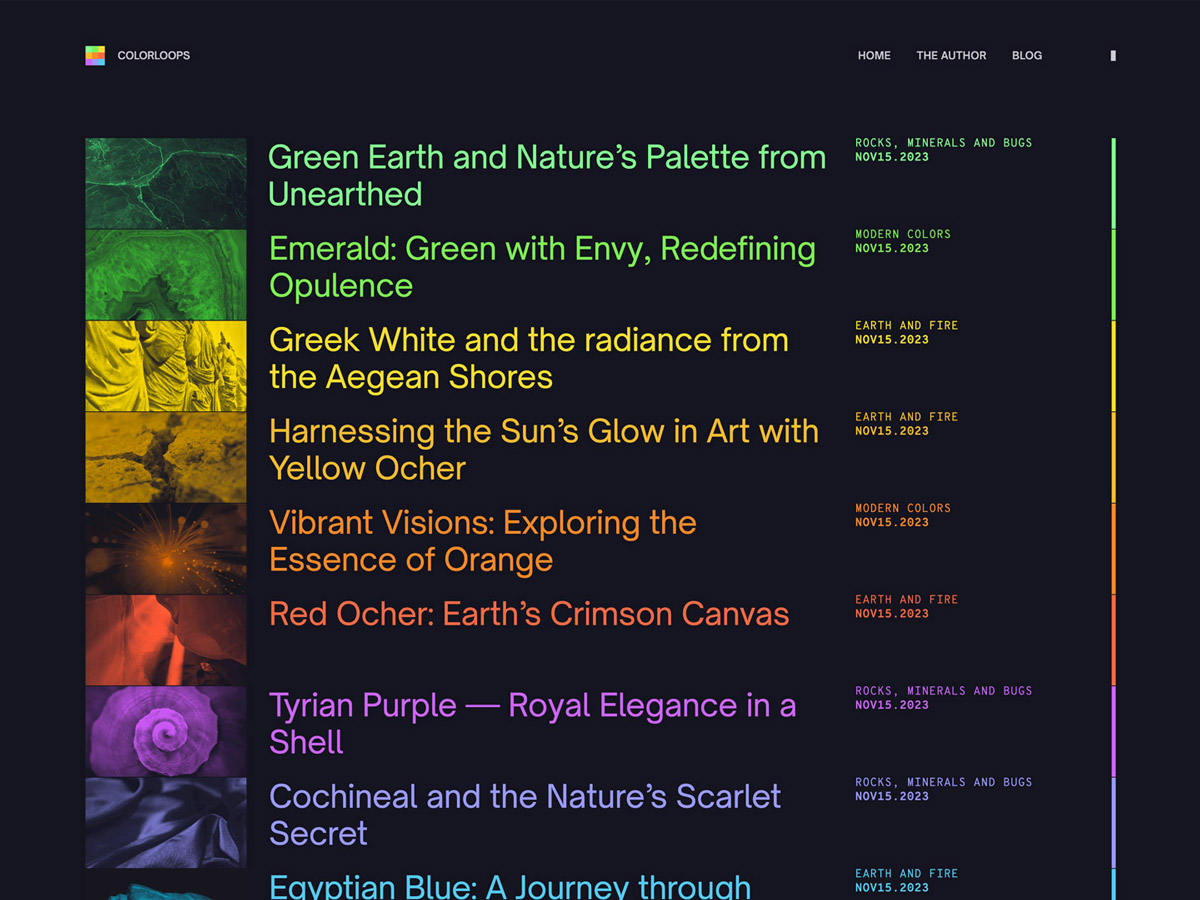 COLORLOOPS
HOME THE AUTHOR BLOG
Green Earth and Nature’s Palette from
Unearthed
ROCKS, MINERALS AND BUGS
NOV15.2023
Emerald: Green with Envy, Redefining
Opulence
MODERN COLORS
NOV15.2023
Greek White and the radiance from
the Aegean Shores
EARTH AND FIRE
NOV15.2023
Harnessing the Sun’s Glow in Art with
Yellow Ocher
EARTH AND FIRE
NOV15.2023
Vibrant Visions: Exploring the
Essence of Orange
MODERN COLORS
NOV15.2023
Red Ocher: Earth’s Crimson Canvas
EARTH AND FIRE
NOV15.2023
Tyrian Purple — Royal Elegance in a
Shell
ROCKS, MINERALS AND BUGS
NOV15.2023
Cochineal and the Nature’s Scarlet
Secret
ROCKS, MINERALS AND BUGS
NOV15.2023
Egyptian Blue: A Journey through
EARTH AND FIRE
NOV15.2023